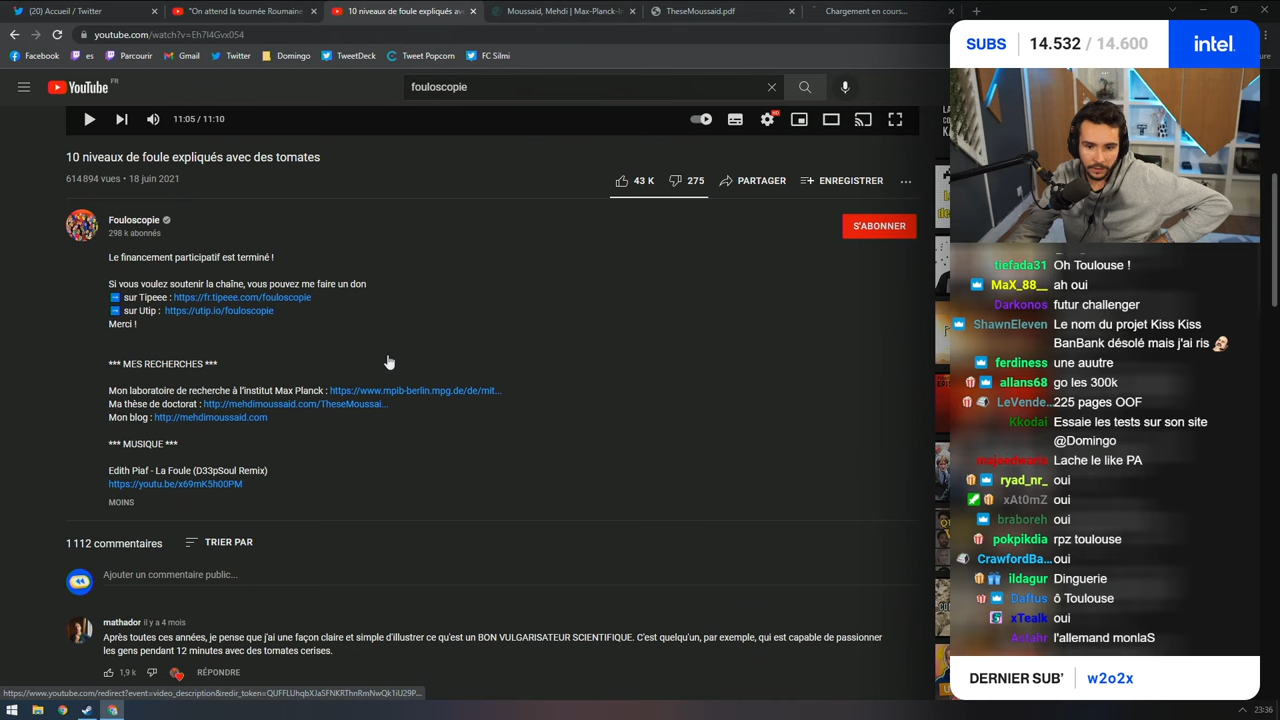 (20) Accueil / Twitter
"On attend la tournée Roumaine
10 niveaux de foule expliqués avec
Moussaid, Mehdi | Max-Planck-In
TheseMoussaid.pdf
Chargement en cours...
youtube.com/watch?v=Eh7I4Gvx054
Facebook
es
Parcourir
Gmail
Twitter
Domingo
TweetDeck
Tweet Popcorn
FC Silmi
YouTube FR
fouloscopie
11:05 / 11:10
10 niveaux de foule expliqués avec des tomates
614 894 vues • 18 juin 2021
43 K
275
PARTAGER
ENREGISTRER
Fouloscopie
298 k abonnés
S'ABONNER
Le financement participatif est terminé !
Si vous voulez soutenir la chaîne, vous pouvez me faire un don
sur Tipeee : https://fr.tipeee.com/fouloscopie
sur Utip : https://utip.io/fouloscopie
Merci !
*** MES RECHERCHES ***
Mon laboratoire de recherche à l'institut Max Planck : https://www.mpib-berlin.mpg.de/de/mit...
Ma thèse de doctorat : http://mehdimoussaid.com/TheseMoussai...
Mon blog : http://mehdimoussaid.com
*** MUSIQUE ***
Edith Piaf - La Foule (D33pSoul Remix)
https://youtu.be/x69mK5h00PM
MOINS
1 112 commentaires
TRIER PAR
Ajouter un commentaire public...
mathador il y a 4 mois
Après toutes ces années, je pense que j'ai une façon claire et simple d'illustrer ce qu'est un BON VULGARISATEUR SCIENTIFIQUE. C'est quelqu'un, par exemple, qui est capable de passionner
les gens pendant 12 minutes avec des tomates cerises.
1,9 k
RÉPONDRE
SUBS
14.532 / 14.600
intel.
tiefada31 Oh Toulouse !
MaX_88__ ah oui
Darkonos futur challenger
ShawnEleven Le nom du projet Kiss Kiss
BanBank désolé mais j'ai ris
ferdiness une auutre
allans68 go les 300k
LeVende... 225 pages OOF
Kkodai Essaie les tests sur son site
@Domingo
Lache le like PA
ryad_nr_ oui
xAt0mZ oui
braboreh oui
pokpikdia rpz toulouse
CrawfordBa... oui
ildagur Dinguerie
Daftus ô Toulouse
xTealk oui
Astahr l'allemand monlaS
DERNIER SUB'
w2o2x
23:36